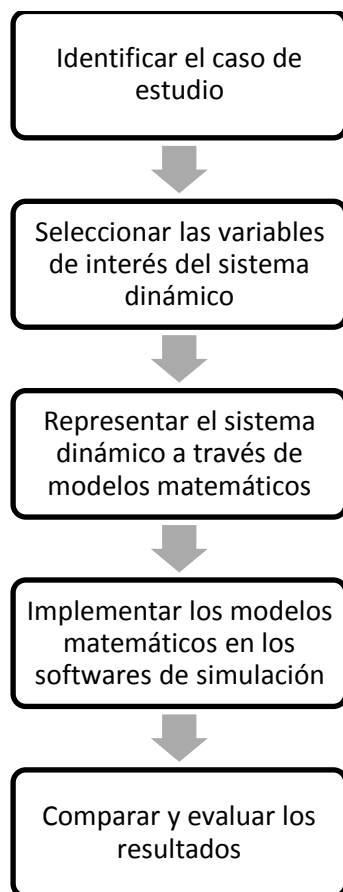 Identificar el caso de
estudio
Seleccionar las variables
de interés del sistema
dinámico
Representar el sistema
dinámico a través de
modelos matemáticos
Implementar los modelos
matemáticos en los
softwares de simulación
Comparar y evaluar los
resultados